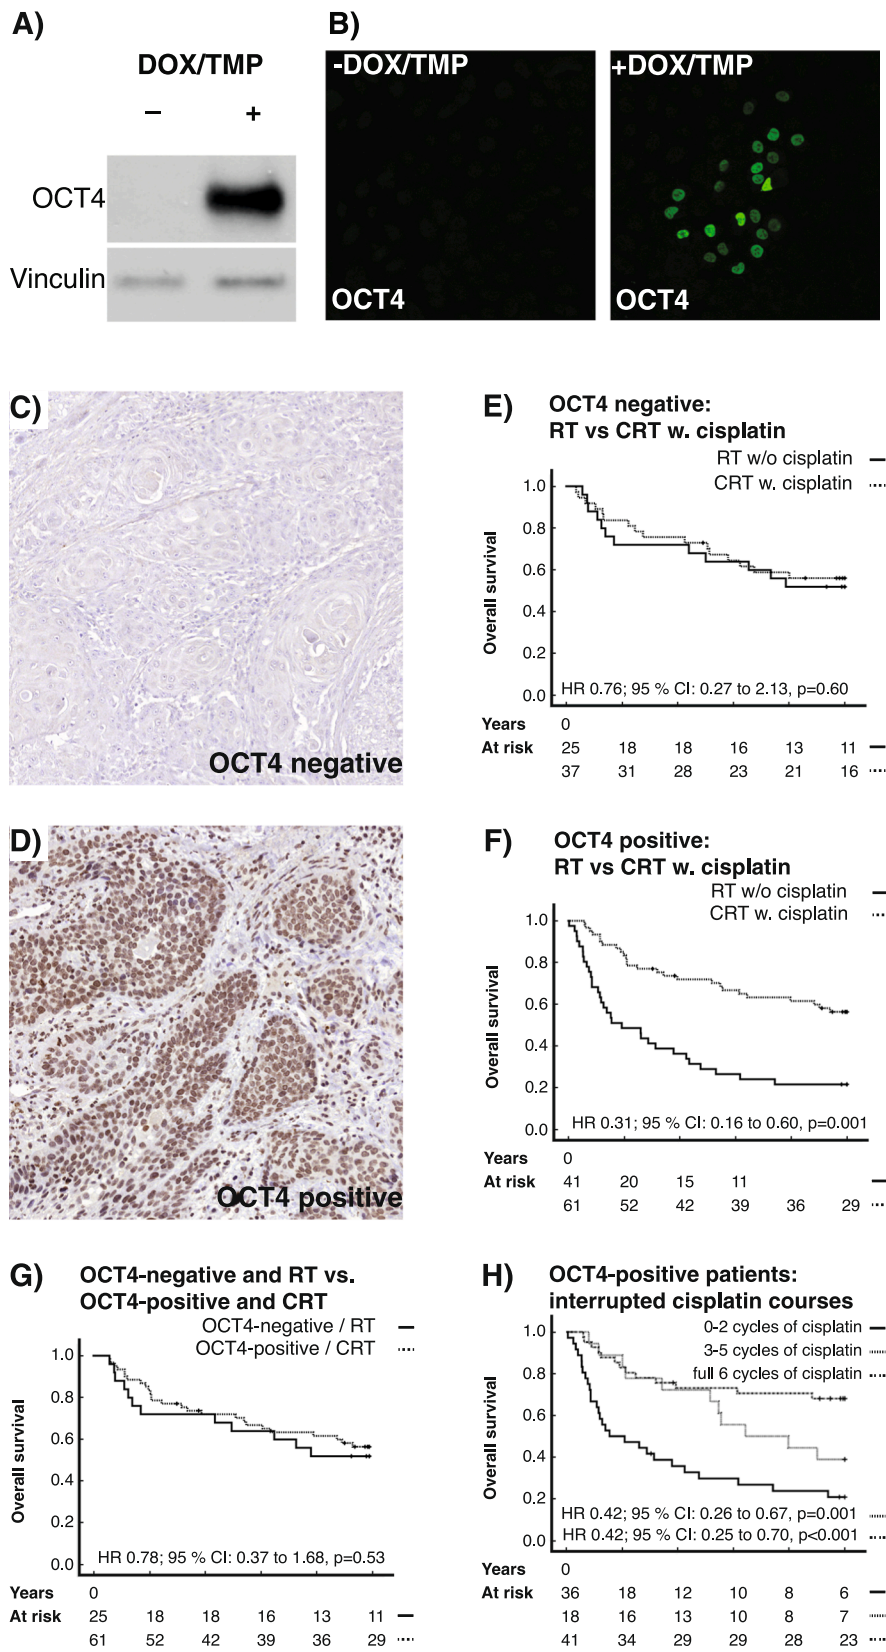 A)
DOX/TMP
− +
OCT4
Vinculin
B)
-DOX/TMP
OCT4
+DOX/TMP
OCT4
C)
OCT4 negative
D)
OCT4 positive
E) OCT4 negative:
RT vs CRT w. cisplatin
RT w/o cisplatin
CRT w. cisplatin
Overall survival
1.0
0.8
0.6
0.4
0.2
0.0
HR 0.76; 95 % CI: 0.27 to 2.13, p=0.60
Years 0
At risk 25 18 18 16 13 11
37 31 28 23 21 16
F) OCT4 positive:
RT vs CRT w. cisplatin
RT w/o cisplatin
CRT w. cisplatin
Overall survival
1.0
0.8
0.6
0.4
0.2
0.0
HR 0.31; 95 % CI: 0.16 to 0.60, p=0.001
Years 0
At risk 41 20 15 11
61 52 42 39 36 29
G) OCT4-negative and RT vs.
OCT4-positive and CRT
OCT4-negative / RT
OCT4-positive / CRT
Overall survival
1.0
0.8
0.6
0.4
0.2
0.0
HR 0.78; 95 % CI: 0.37 to 1.68, p=0.53
Years 0
At risk 25 18 18 16 13 11
61 52 42 39 36 29
H) OCT4-positive patients:
interrupted cisplatin courses
0-2 cycles of cisplatin
3-5 cycles of cisplatin
full 6 cycles of cisplatin
Overall survival
1.0
0.8
0.6
0.4
0.2
0.0
HR 0.42; 95 % CI: 0.26 to 0.67, p=0.001
HR 0.42; 95 % CI: 0.25 to 0.70, p<0.001
Years 0
At risk 36 18 12 10 8 6
18 16 13 10 8 7
41 34 29 29 28 23